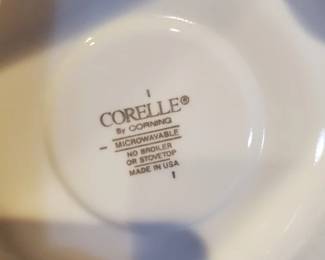 CORELLE®
By CORNING
MICROWAVABLE
NO BROILER
OR STOVETOP
MADE IN USA